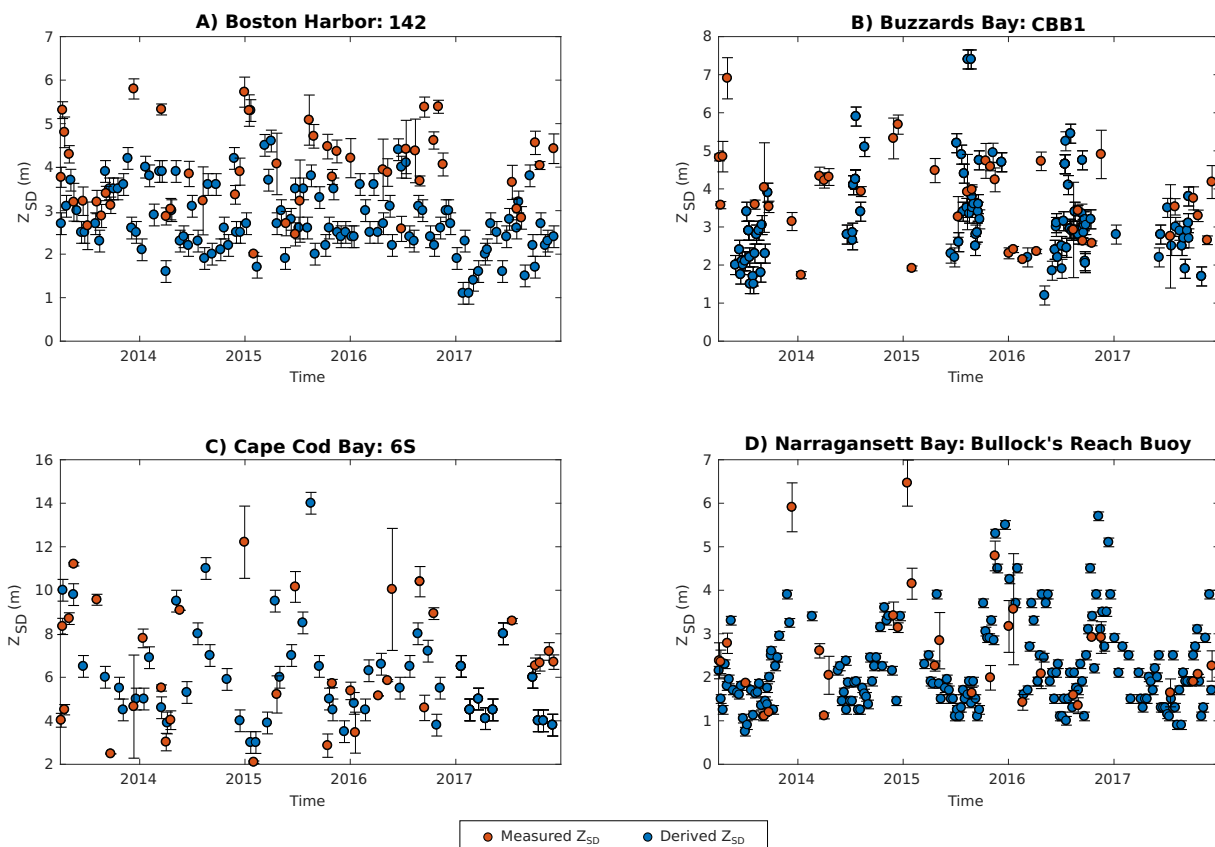 A) Boston Harbor: 142
7
6
5
4
3
2
1
0
Z_SD (m)
2014 2015 2016 2017
Time
B) Buzzards Bay: CBB1
8
7
6
5
4
3
2
1
0
Z_SD (m)
2014 2015 2016 2017
Time
C) Cape Cod Bay: 6S
16
14
12
10
8
6
4
2
Z_SD (m)
2014 2015 2016 2017
Time
D) Narragansett Bay: Bullock's Reach Buoy
7
6
5
4
3
2
1
0
Z_SD (m)
2014 2015 2016 2017
Time
Measured Z_SD Derived Z_SD